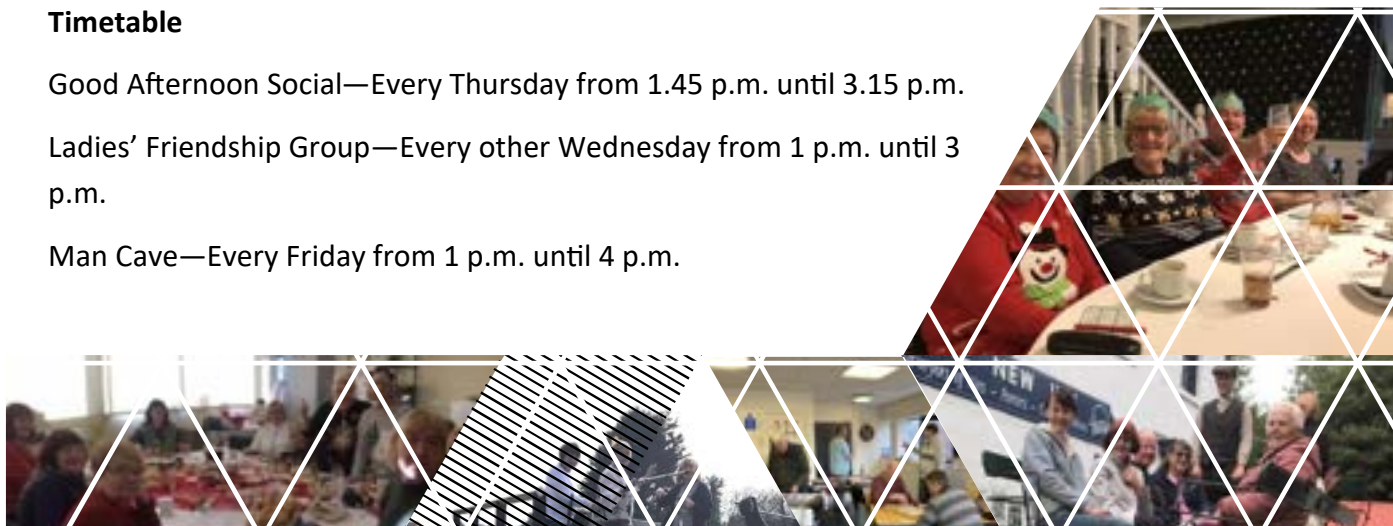 Timetable
Good Afternoon Social—Every Thursday from 1.45 p.m. until 3.15 p.m.
Ladies’ Friendship Group—Every other Wednesday from 1 p.m. until 3
p.m.
Man Cave—Every Friday from 1 p.m. until 4 p.m.
NEW